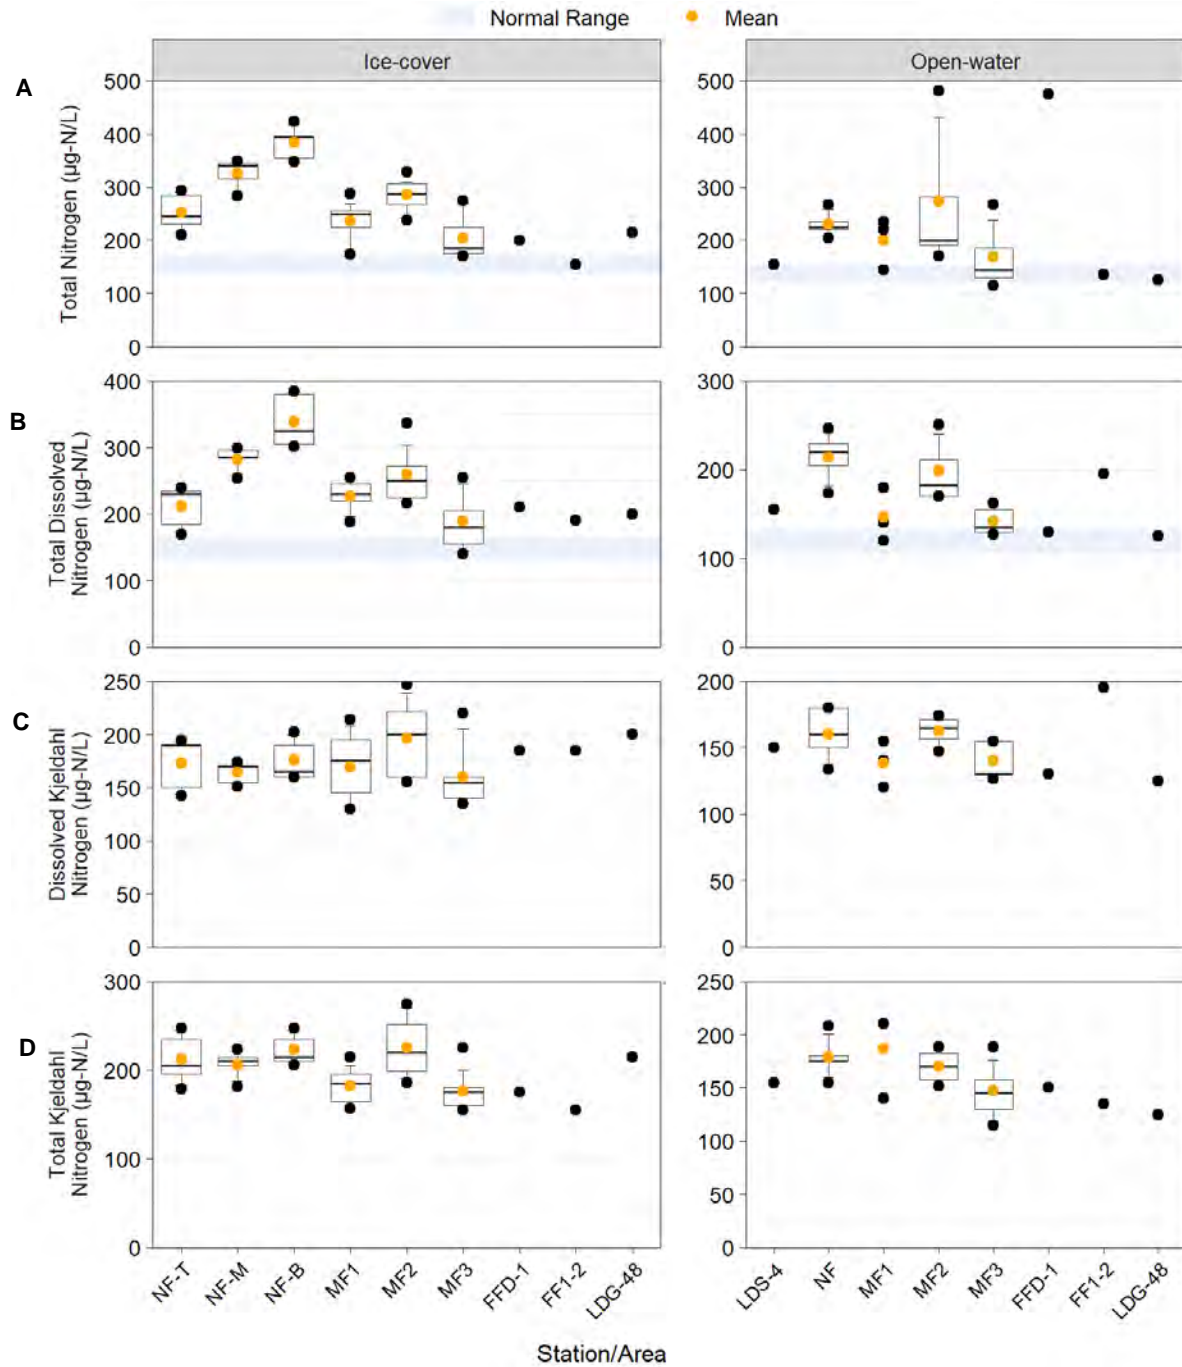 Normal Range Mean
Ice-cover Open-water
A
Total Nitrogen (µg-N/L)
500 500
400 400
300 300
200 200
100 100
0 0
B
Total Dissolved
Nitrogen (µg-N/L)
400 300
300 200
200 100
100 0
0
C
Dissolved Kjeldahl
Nitrogen (µg-N/L)
250 200
200 150
150 100
100 50
50 0
0
D
Total Kjeldahl
Nitrogen (µg-N/L)
300 250
200 200
100 150
0 100
50
0
NF-T NF-M NF-B MF1 MF2 MF3 FFD-1 FF1-2 LDG-48 LDS-4 NF MF1 MF2 MF3 FFD-1 FF1-2 LDG-48
Station/Area